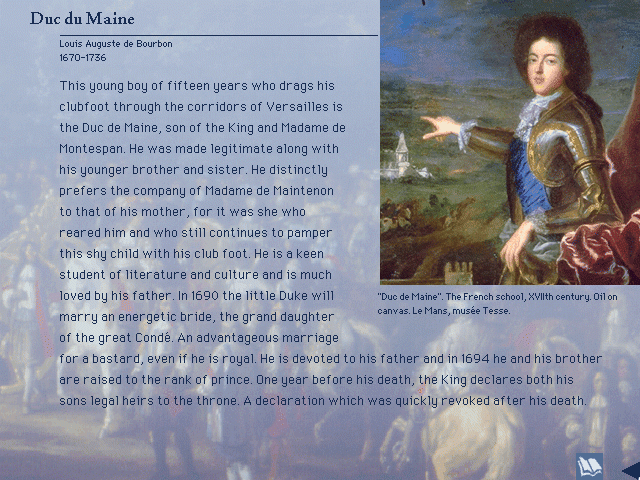 Duc du Maine
Louis Auguste de Bourbon
1670-1736
This young boy of fifteen years who drags his
clubfoot through the corridors of Versailles is
the Duc de Maine, son of the King and Madame de
Montespan. He was made legitimate along with
his younger brother and sister. He distinctly
prefers the company of Madame de Maintenon
to that of his mother, for it was she who
reared him and who still continues to pamper
this shy child with his club foot. He is a keen
student of literature and culture and is much
loved by his father. In 1690 the little Duke will
marry an energetic bride, the grand daughter
of the great Condé. An advantageous marriage
for a bastard, even if he is royal. He is devoted to his father and in 1694 he and his brother
are raised to the rank of prince. One year before his death, the King declares both his
sons legal heirs to the throne. A declaration which was quickly revoked after his death.
"Duc de Maine". The French school, XVIIth century. Oil on
canvas. Le Mans, musée Tesse.